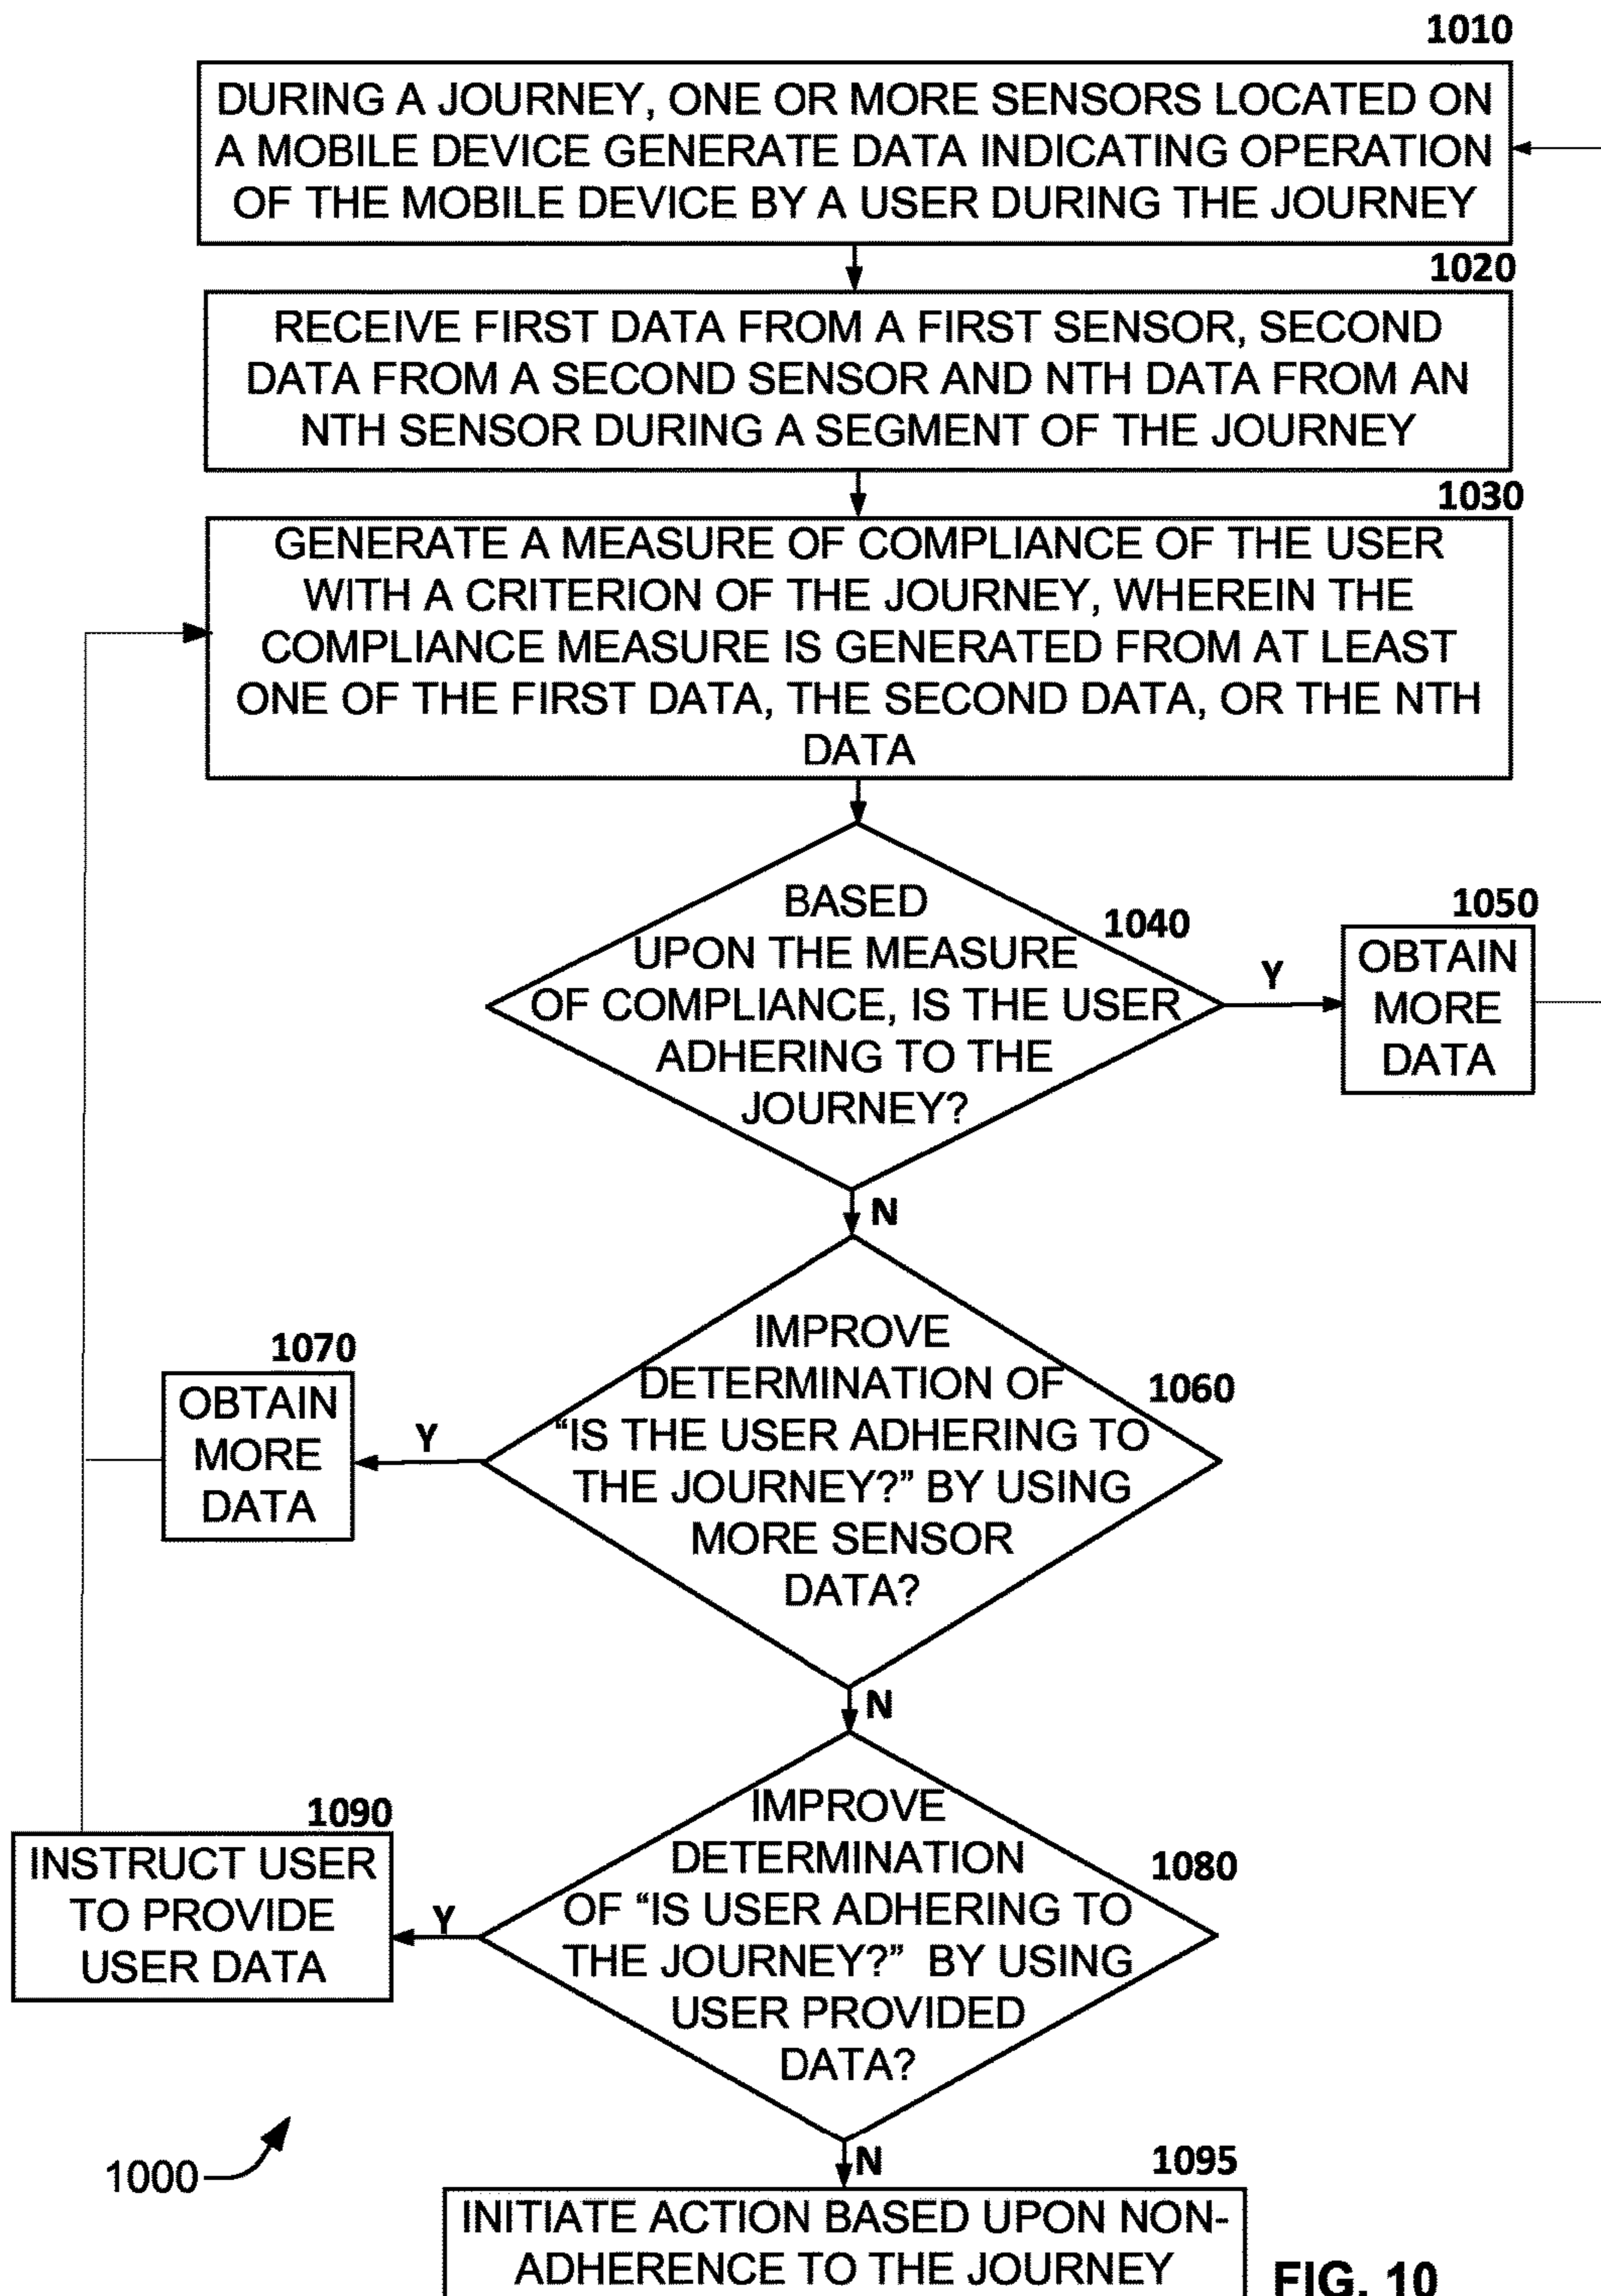 1010
DURING A JOURNEY, ONE OR MORE SENSORS LOCATED ON
A MOBILE DEVICE GENERATE DATA INDICATING OPERATION
OF THE MOBILE DEVICE BY A USER DURING THE JOURNEY
1020
RECEIVE FIRST DATA FROM A FIRST SENSOR, SECOND
DATA FROM A SECOND SENSOR AND NTH DATA FROM AN
NTH SENSOR DURING A SEGMENT OF THE JOURNEY
1030
GENERATE A MEASURE OF COMPLIANCE OF THE USER
WITH A CRITERION OF THE JOURNEY, WHEREIN THE
COMPLIANCE MEASURE IS GENERATED FROM AT LEAST
ONE OF THE FIRST DATA, THE SECOND DATA, OR THE NTH
DATA
1040
BASED
UPON THE MEASURE
OF COMPLIANCE, IS THE USER
ADHERING TO THE
JOURNEY?
Y
1050
OBTAIN
MORE
DATA
N
1060
IMPROVE
DETERMINATION OF
“IS THE USER ADHERING TO
THE JOURNEY?” BY USING
MORE SENSOR
DATA?
Y
1070
OBTAIN
MORE
DATA
N
1080
IMPROVE
DETERMINATION
OF “IS USER ADHERING TO
THE JOURNEY?” BY USING
USER PROVIDED
DATA?
Y
1090
INSTRUCT USER
TO PROVIDE
USER DATA
N
1095
INITIATE ACTION BASED UPON NON-
ADHERENCE TO THE JOURNEY
1000
FIG. 10